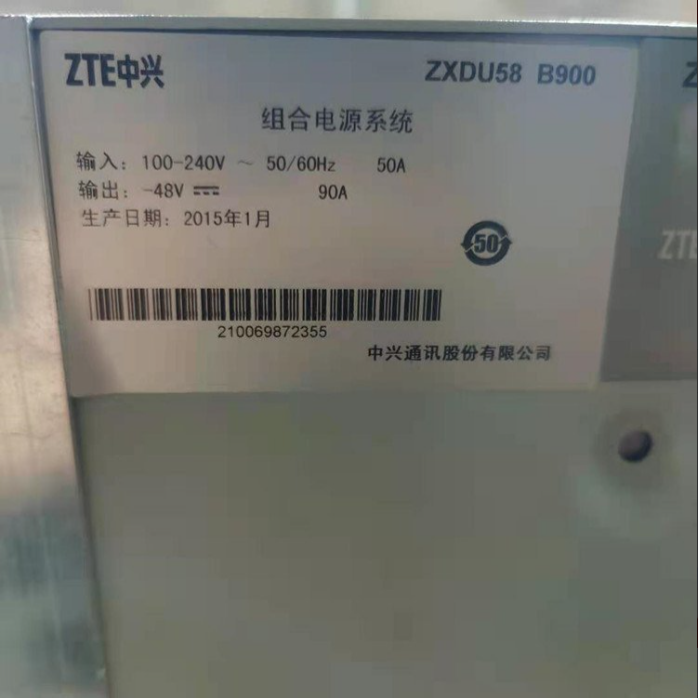 ZTE中兴
ZXDU58 B900
组合电源系统
输入：100-240V ～ 50/60Hz 50A
输出：-48V ⎓ 90A
生产日期：2015年1月
50
210069872355
中兴通讯股份有限公司
ZTE